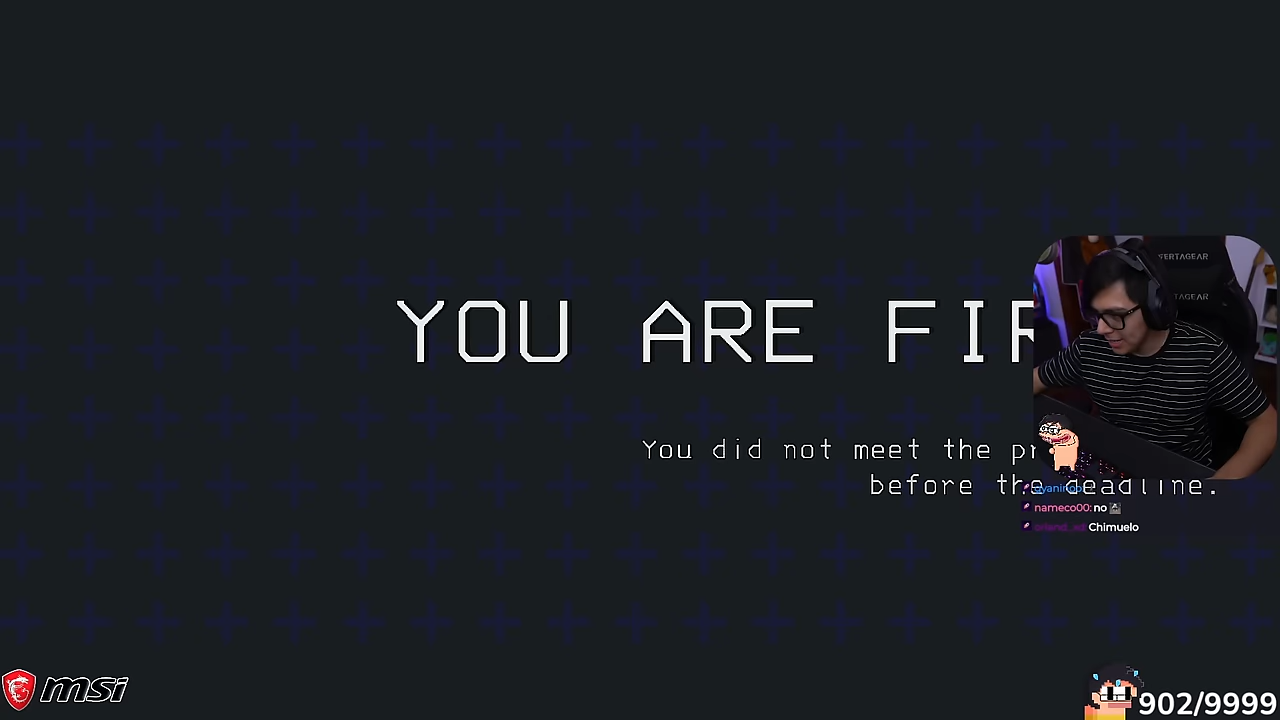 YOU ARE FIR
You did not meet the pr
before the deadline.
VERTAGEAR
TAGEAR
nameco00: no
Chimuelo
msi
902/9999